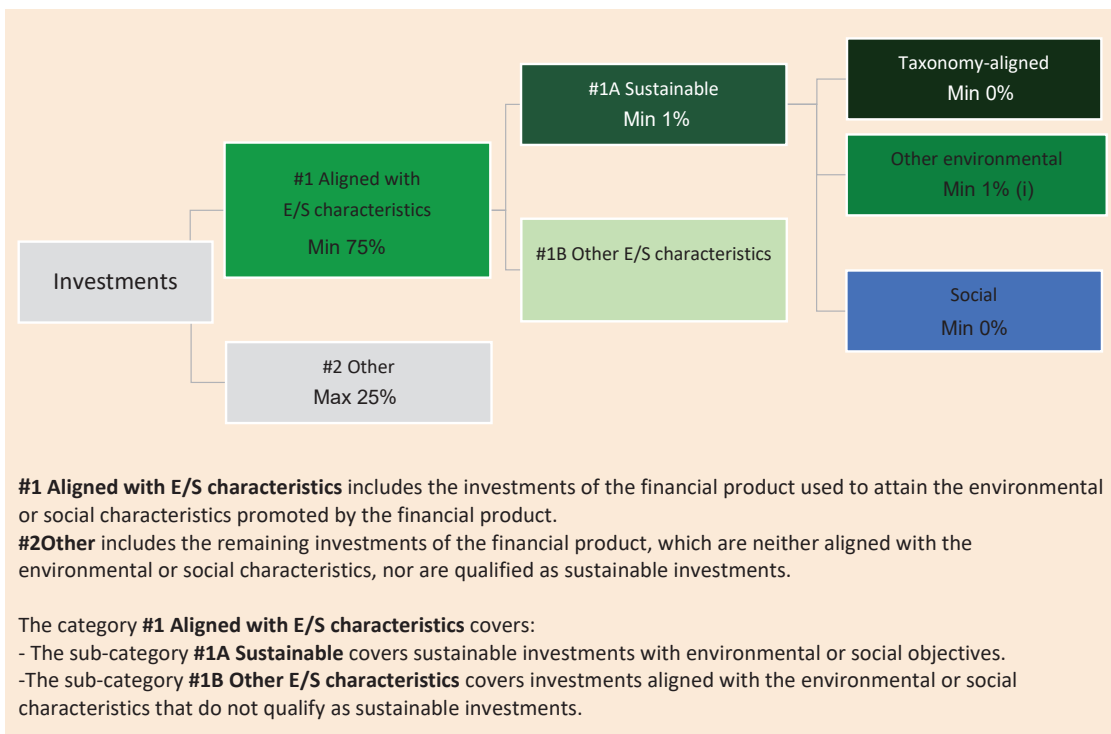 Investments
#1 Aligned with
E/S characteristics
Min 75%
#2 Other
Max 25%
#1A Sustainable
Min 1%
#1B Other E/S characteristics
Taxonomy-aligned
Min 0%
Other environmental
Min 1% (i)
Social
Min 0%
#1 Aligned with E/S characteristics includes the investments of the financial product used to attain the environmental
or social characteristics promoted by the financial product.
#2Other includes the remaining investments of the financial product, which are neither aligned with the
environmental or social characteristics, nor are qualified as sustainable investments.
The category #1 Aligned with E/S characteristics covers:
- The sub-category #1A Sustainable covers sustainable investments with environmental or social objectives.
-The sub-category #1B Other E/S characteristics covers investments aligned with the environmental or social
characteristics that do not qualify as sustainable investments.